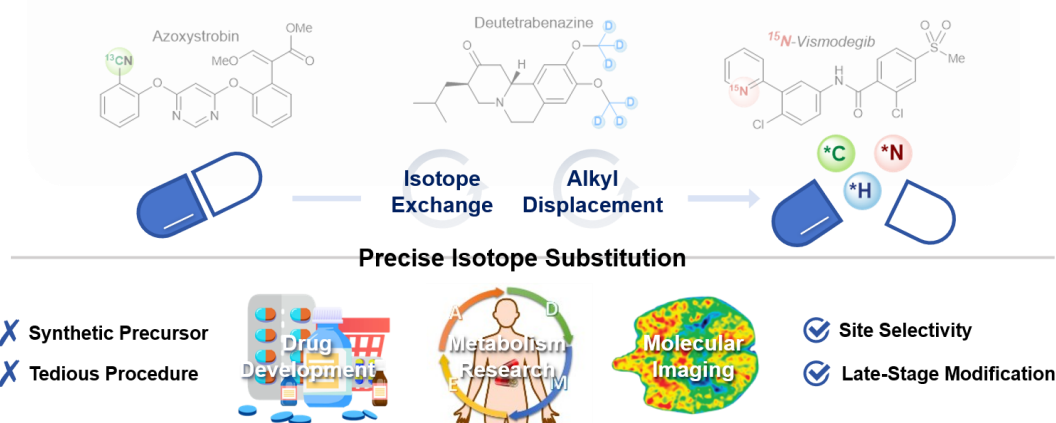 Azoxystrobin
Deutetrabenazine
¹⁵N-Vismodegib
¹³CN
MeO
OMe
O
O
O
N
N
O
H
N
O
O
D
D
D
D
D
D
¹⁵N
Cl
H
N
O
Cl
O
O
S
Me
*C
*N
*H
Isotope
Exchange
Alkyl
Displacement
Precise Isotope Substitution
✗ Synthetic Precursor
✗ Tedious Procedure
Drug
Development
A
D
M
E
Metabolism
Research
Molecular
Imaging
Site Selectivity
Late-Stage Modification